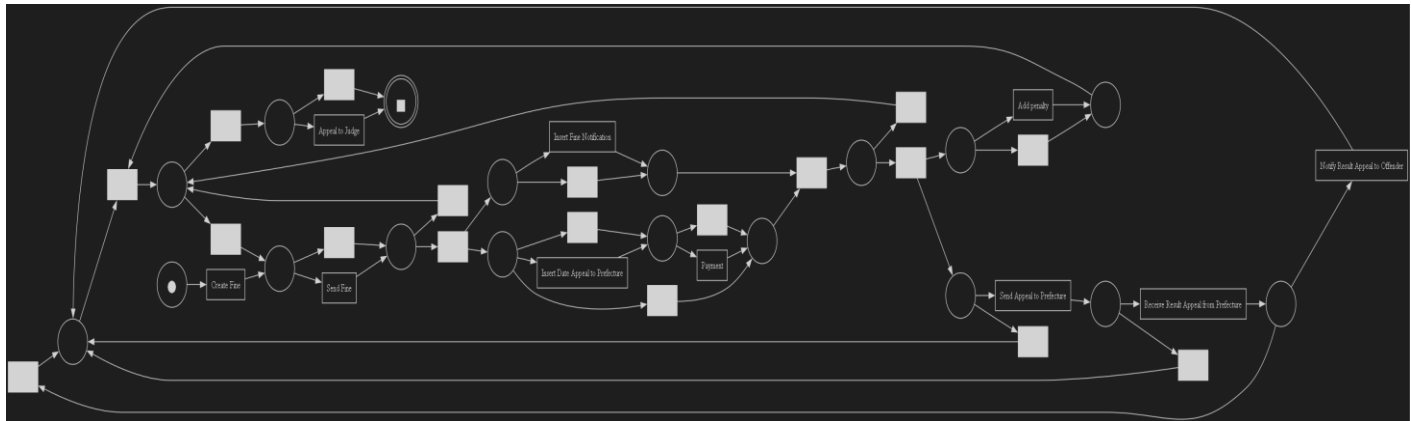 Add penalty
Appeal to Judge
Insert Fine Notification
Notify Result Appeal to Offender
Insert Date Appeal to Prefecture
Payment
Create Fine
Send Fine
Send Appeal to Prefecture
Receive Result Appeal from Prefecture